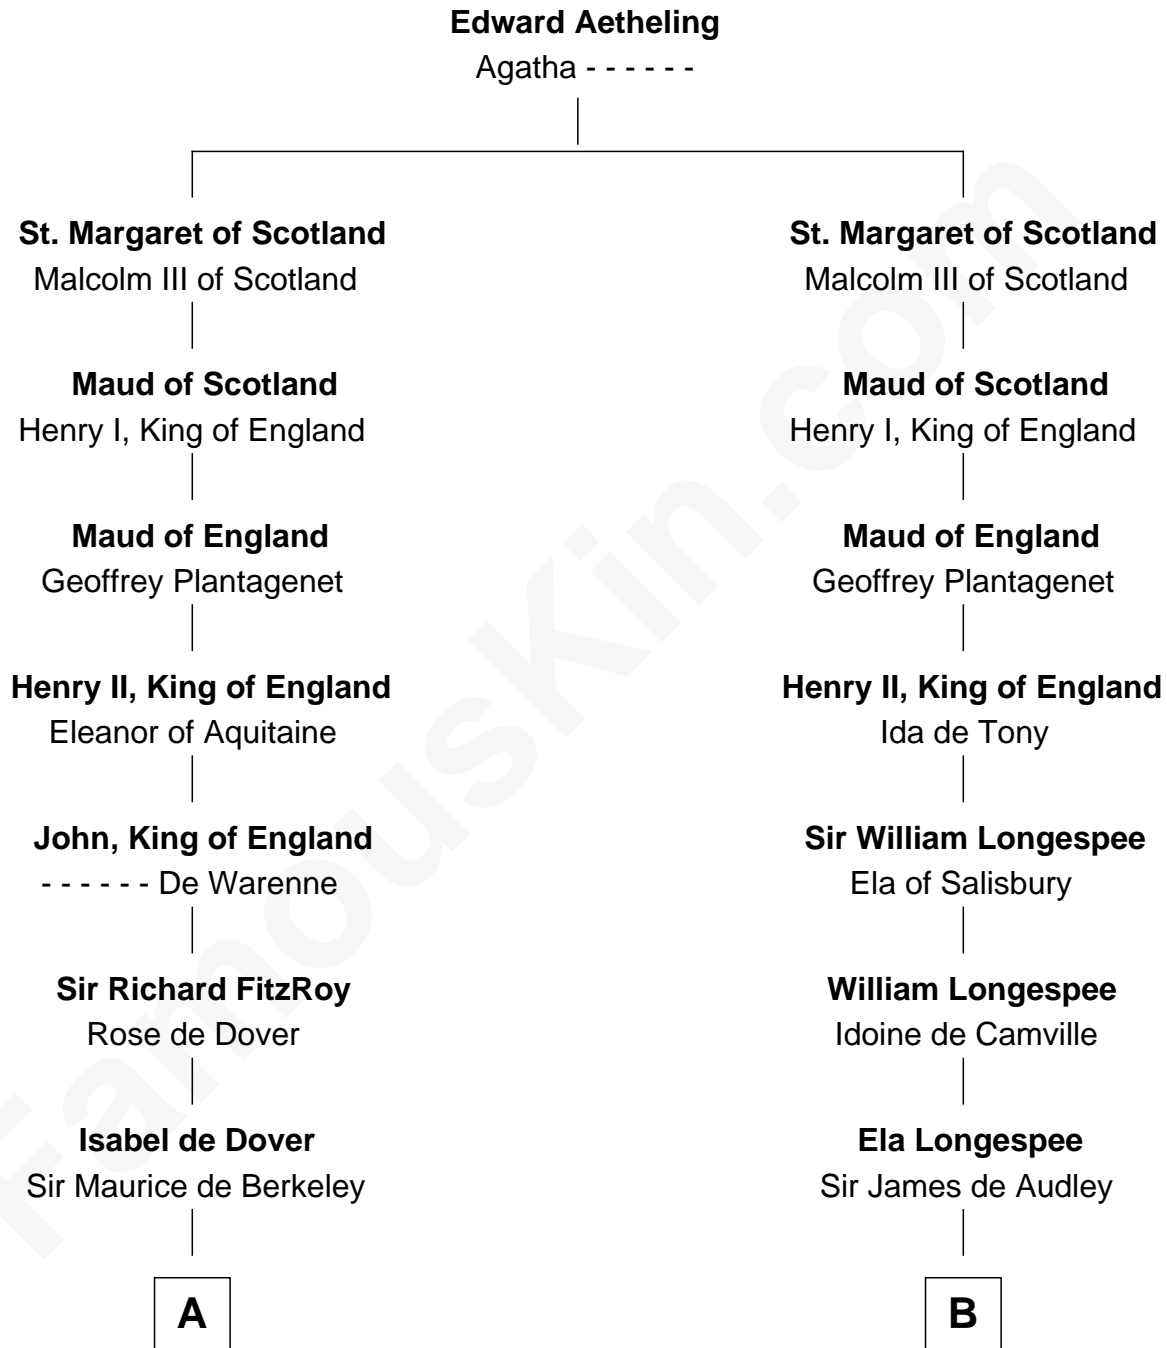 Edward Aetheling
Agatha - - - - - -
St. Margaret of Scotland
Malcolm III of Scotland
Maud of Scotland
Henry I, King of England
Maud of England
Geoffrey Plantagenet
Henry II, King of England
Eleanor of Aquitaine
John, King of England
- - - - - - De Warenne
Sir Richard FitzRoy
Rose de Dover
Isabel de Dover
Sir Maurice de Berkeley
A
St. Margaret of Scotland
Malcolm III of Scotland
Maud of Scotland
Henry I, King of England
Maud of England
Geoffrey Plantagenet
Henry II, King of England
Ida de Tony
Sir William Longespee
Ela of Salisbury
William Longespee
Idoine de Camville
Ela Longespee
Sir James de Audley
B
FamousKin.com